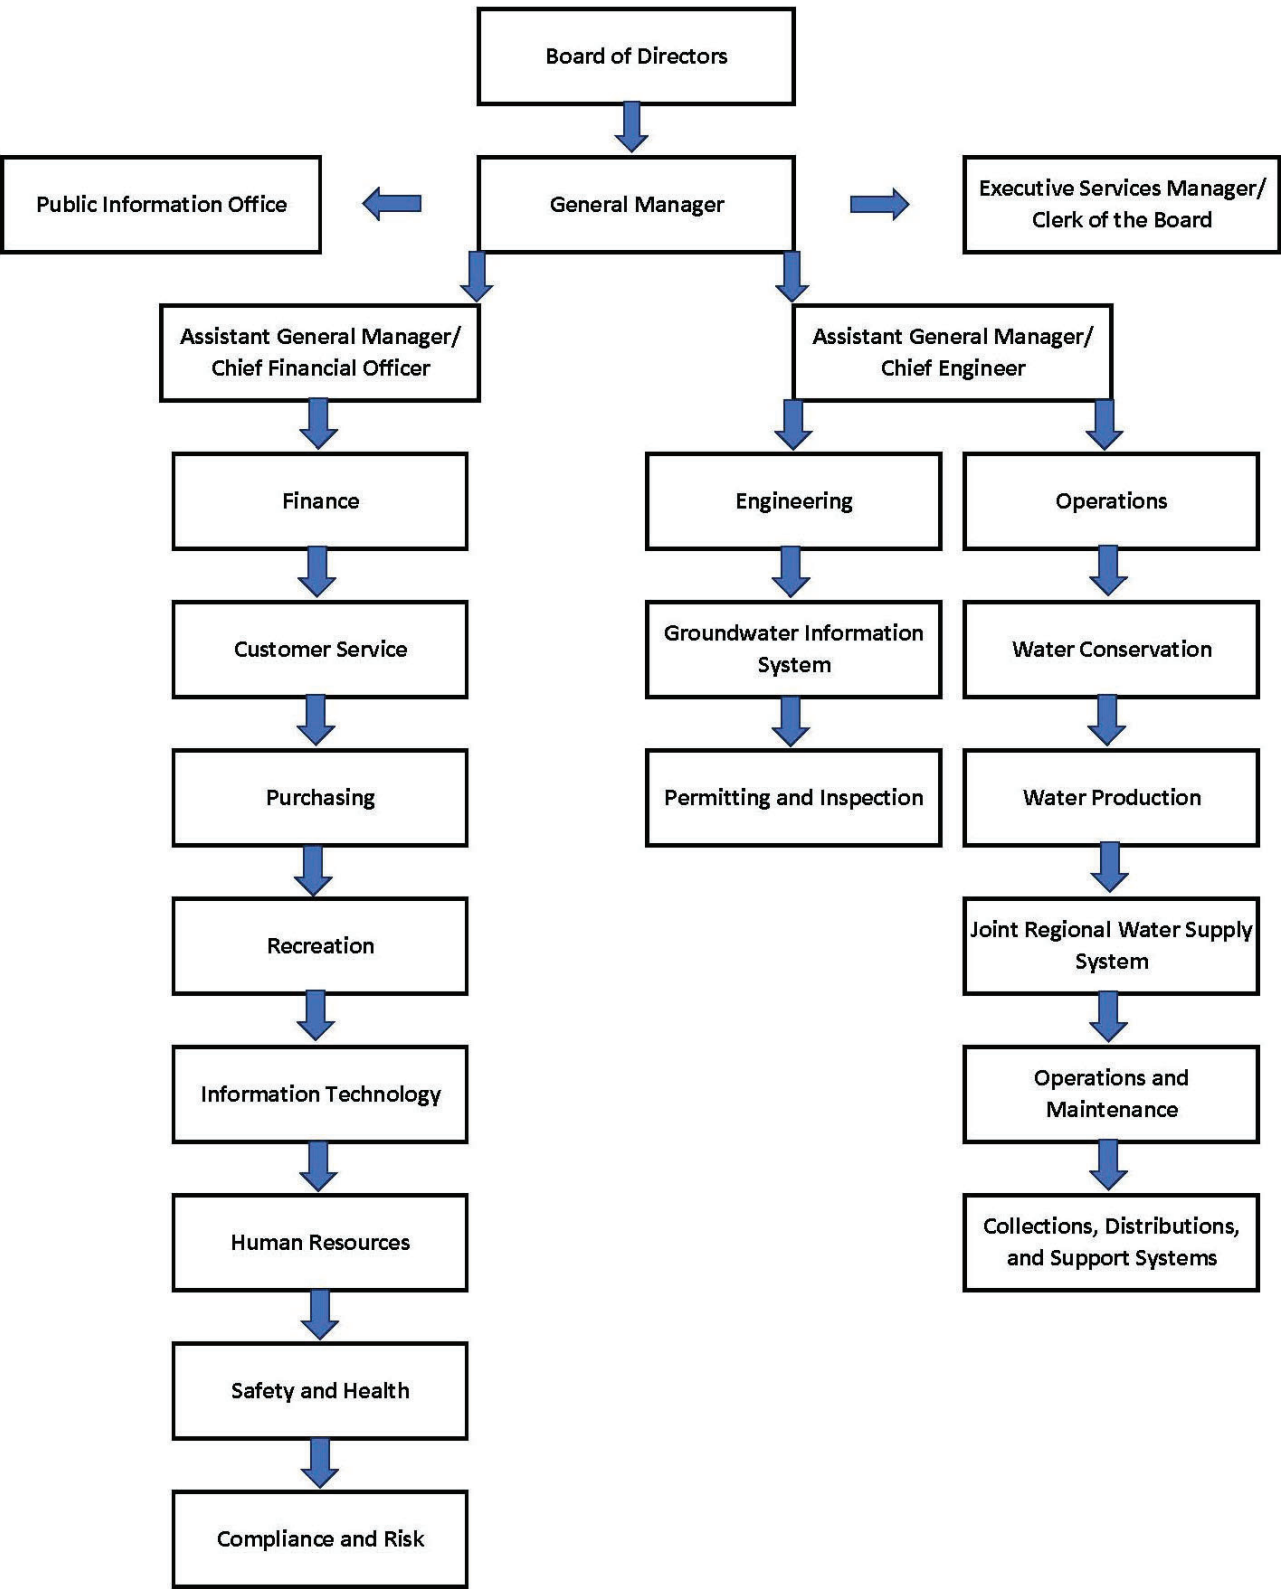 Board of Directors
Public Information Office
General Manager
Executive Services Manager/
Clerk of the Board
Assistant General Manager/
Chief Financial Officer
Assistant General Manager/
Chief Engineer
Finance
Engineering
Operations
Customer Service
Groundwater Information
System
Water Conservation
Purchasing
Permitting and Inspection
Water Production
Recreation
Joint Regional Water Supply
System
Information Technology
Operations and
Maintenance
Human Resources
Collections, Distributions,
and Support Systems
Safety and Health
Compliance and Risk